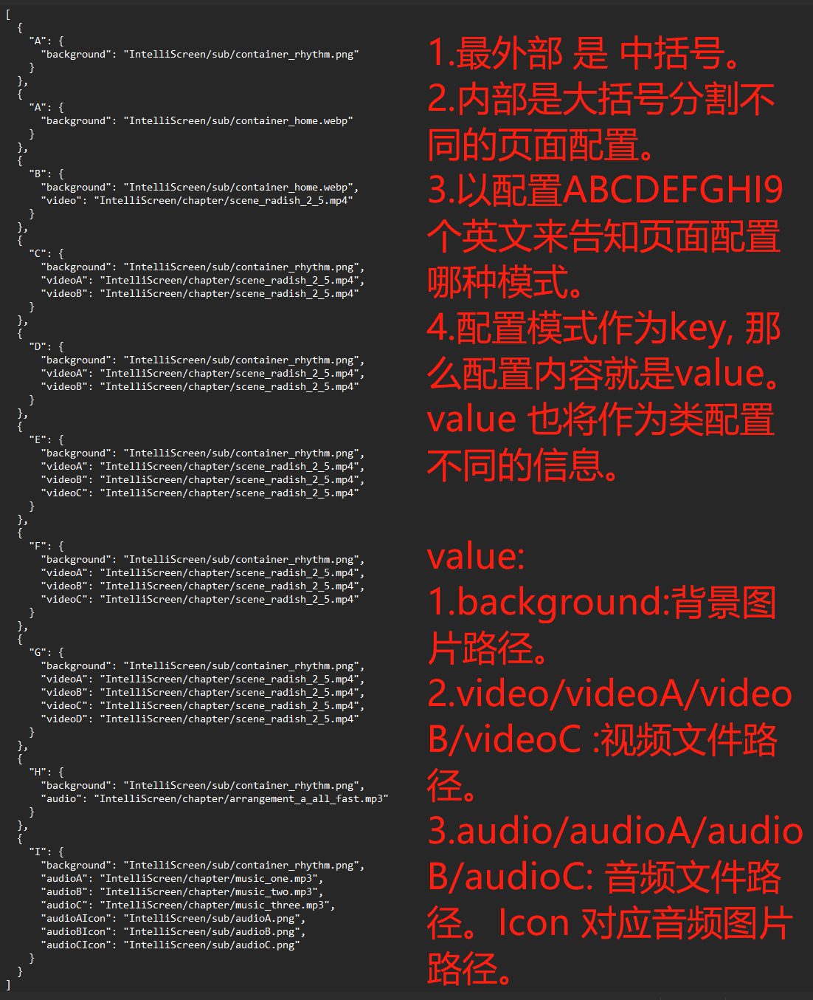 [
  {
    "A": {
      "background": "IntelliScreen/sub/container_rhythm.png"
    }
  },
  {
    "A": {
      "background": "IntelliScreen/sub/container_home.webp"
    }
  },
  {
    "B": {
      "background": "IntelliScreen/sub/container_home.webp",
      "video": "IntelliScreen/chapter/scene_radish_2_5.mp4"
    }
  },
  {
    "C": {
      "background": "IntelliScreen/sub/container_rhythm.png",
      "videoA": "IntelliScreen/chapter/scene_radish_2_5.mp4",
      "videoB": "IntelliScreen/chapter/scene_radish_2_5.mp4"
    }
  },
  {
    "D": {
      "background": "IntelliScreen/sub/container_rhythm.png",
      "videoA": "IntelliScreen/chapter/scene_radish_2_5.mp4",
      "videoB": "IntelliScreen/chapter/scene_radish_2_5.mp4"
    }
  },
  {
    "E": {
      "background": "IntelliScreen/sub/container_rhythm.png",
      "videoA": "IntelliScreen/chapter/scene_radish_2_5.mp4",
      "videoB": "IntelliScreen/chapter/scene_radish_2_5.mp4",
      "videoC": "IntelliScreen/chapter/scene_radish_2_5.mp4"
    }
  },
  {
    "F": {
      "background": "IntelliScreen/sub/container_rhythm.png",
      "videoA": "IntelliScreen/chapter/scene_radish_2_5.mp4",
      "videoB": "IntelliScreen/chapter/scene_radish_2_5.mp4",
      "videoC": "IntelliScreen/chapter/scene_radish_2_5.mp4"
    }
  },
  {
    "G": {
      "background": "IntelliScreen/sub/container_rhythm.png",
      "videoA": "IntelliScreen/chapter/scene_radish_2_5.mp4",
      "videoB": "IntelliScreen/chapter/scene_radish_2_5.mp4",
      "videoC": "IntelliScreen/chapter/scene_radish_2_5.mp4",
      "videoD": "IntelliScreen/chapter/scene_radish_2_5.mp4"
    }
  },
  {
    "H": {
      "background": "IntelliScreen/sub/container_rhythm.png",
      "audio": "IntelliScreen/chapter/arrangement_a_all_fast.mp3"
    }
  },
  {
    "I": {
      "background": "IntelliScreen/sub/container_rhythm.png",
      "audioA": "IntelliScreen/chapter/music_one.mp3",
      "audioB": "IntelliScreen/chapter/music_two.mp3",
      "audioC": "IntelliScreen/chapter/music_three.mp3",
      "audioAIcon": "IntelliScreen/sub/audioA.png",
      "audioBIcon": "IntelliScreen/sub/audioB.png",
      "audioCIcon": "IntelliScreen/sub/audioC.png"
    }
  }
]
1.最外部 是 中括号。
2.内部是大括号分割不
同的页面配置。
3.以配置ABCDEFGHI9
个英文来告知页面配置
哪种模式。
4.配置模式作为key, 那
么配置内容就是value。
value 也将作为类配置
不同的信息。
value:
1.background:背景图
片路径。
2.video/videoA/video
B/videoC :视频文件路
径。
3.audio/audioA/audio
B/audioC: 音频文件路
径。Icon 对应音频图片
路径。